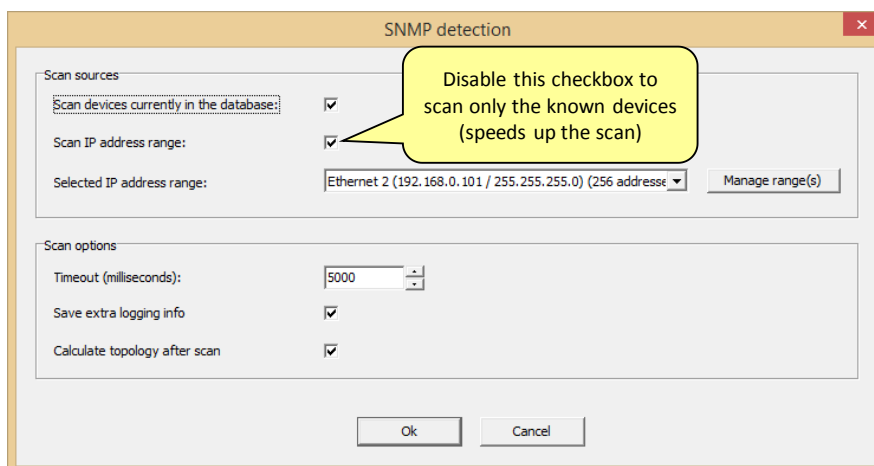 SNMP detection
Disable this checkbox to
scan only the known devices
(speeds up the scan)
Scan sources
Scan devices currently in the database:
Scan IP address range:
Selected IP address range:
Ethernet 2 (192.168.0.101 / 255.255.255.0) (256 addresse
Manage range(s)
Scan options
Timeout (milliseconds):
5000
Save extra logging info
Calculate topology after scan
Ok
Cancel